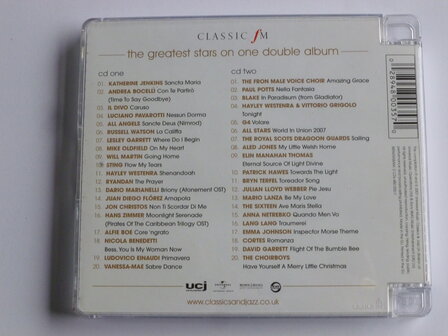 CLASSIC fM
the greatest stars on one double album
cd one
01. KATHERINE JENKINS Sancta Maria
02. ANDREA BOCELLI Con Te Partirò
(Time To Say Goodbye)
03. IL DIVO Caruso
04. LUCIANO PAVAROTTI Nessun Dorma
05. ALL ANGELS Sancte Deus (Nimrod)
06. RUSSELL WATSON La Califfa
07. LESLEY GARRETT Where Do I Begin
08. MIKE OLDFIELD On My Heart
09. WILL MARTIN Going Home
10. STING Flow My Tears
11. HAYLEY WESTENRA Shenandoah
12. RYANDAN The Prayer
13. DARIO MARIANELLI Briony (Atonement OST)
14. JUAN DIEGO FLÓREZ Amapola
15. JON CHRISTOS Non Ti Scordar Di Me
16. HANS ZIMMER Moonlight Serenade
(Pirates Of The Caribbean Trilogy OST)
17. ALFIE BOE Core 'ngrato
18. NICOLA BENEDETTI
Bess, You Is My Woman Now
19. LUDOVICO EINAUDI Primavera
20. VANESSA-MAE Sabre Dance
cd two
01. THE FRON MALE VOICE CHOIR Amazing Grace
02. PAUL POTTS Nella Fantasia
03. BLAKE In Paradisum (from Gladiator)
04. HAYLEY WESTENRA & VITTORIO GRIGOLO
Tonight
05. G4 Volare
06. ALL STARS World In Union 2007
07. THE ROYAL SCOTS DRAGOON GUARDS Sailing
08. ALED JONES My Little Welsh Home
09. ELIN MANAHAN THOMAS
Eternal Source Of Light Divine
10. PATRICK HAWES Towards The Light
11. BRYN TERFEL Toreador Song
12. JULIAN LLOYD WEBBER Pie Jesu
13. MARIO LANZA Be My Love
14. THE SIXTEEN Ave Maris Stella
15. ANNA NETREBKO Quando Men Vo
16. LANG LANG Traumerei
17. EMMA JOHNSON Inspector Morse Theme
18. CORTES Romanza
19. DAVID GARRETT Flight Of The Bumble Bee
20. THE CHOIRBOYS
Have Yourself A Merry Little Christmas
ucj
UNIVERSAL
www.classicsandjazz.co.uk